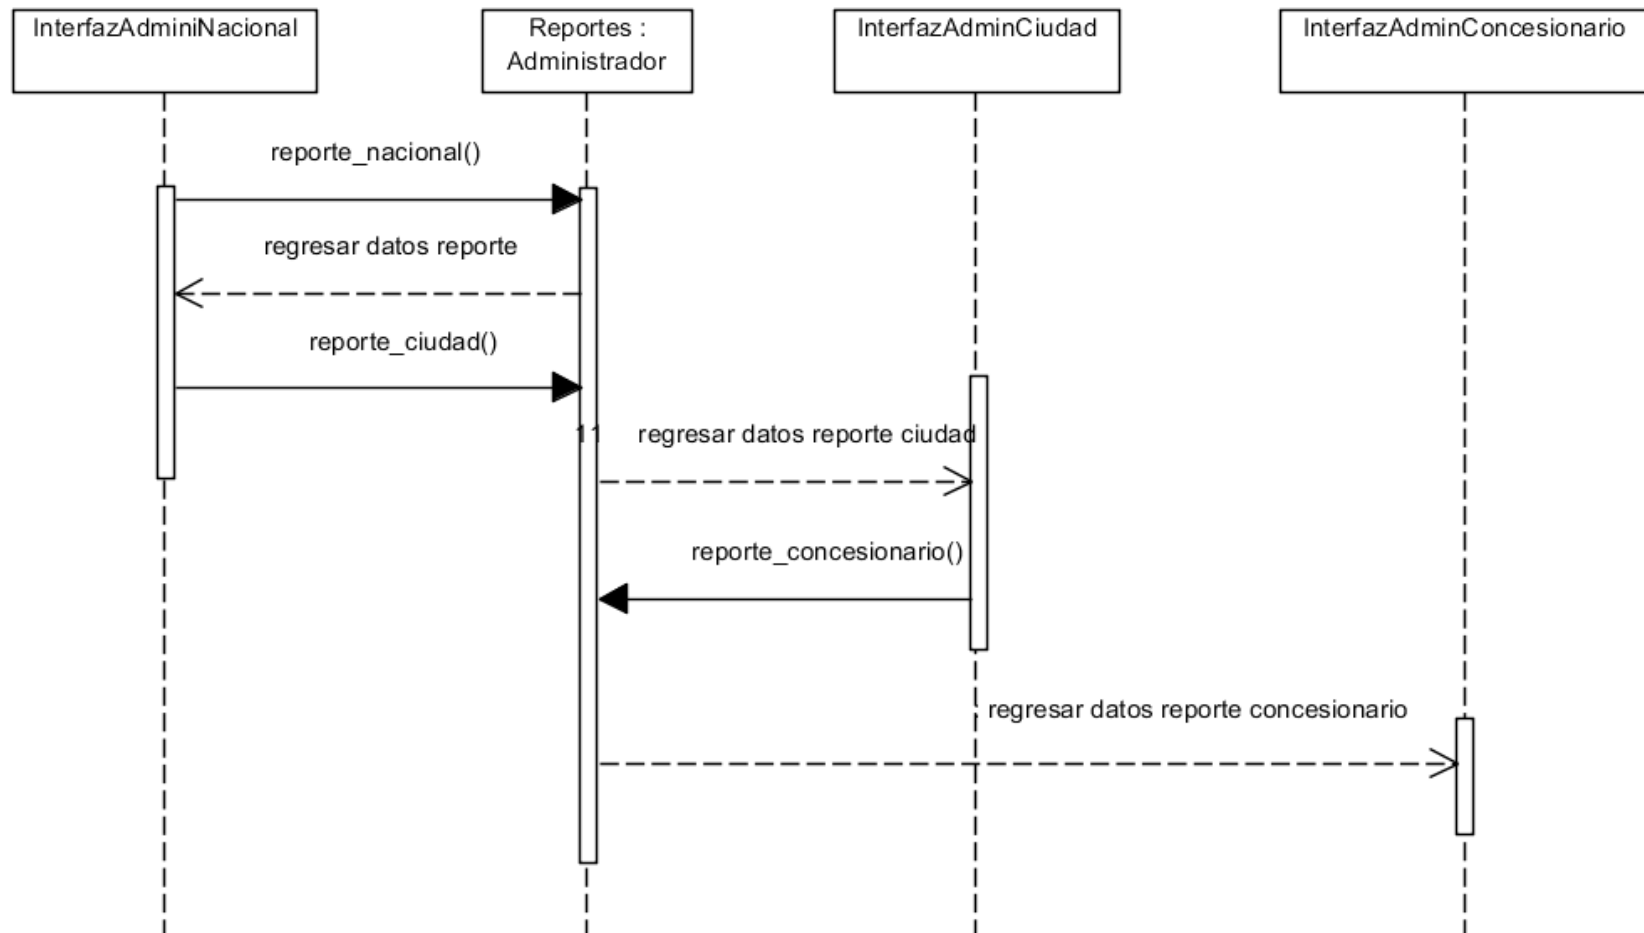 InterfazAdminiNacional
Reportes :
Administrador
InterfazAdminCiudad
InterfazAdminConcesionario
reporte_nacional()
regresar datos reporte
reporte_ciudad()
11 regresar datos reporte ciudad
reporte_concesionario()
regresar datos reporte concesionario